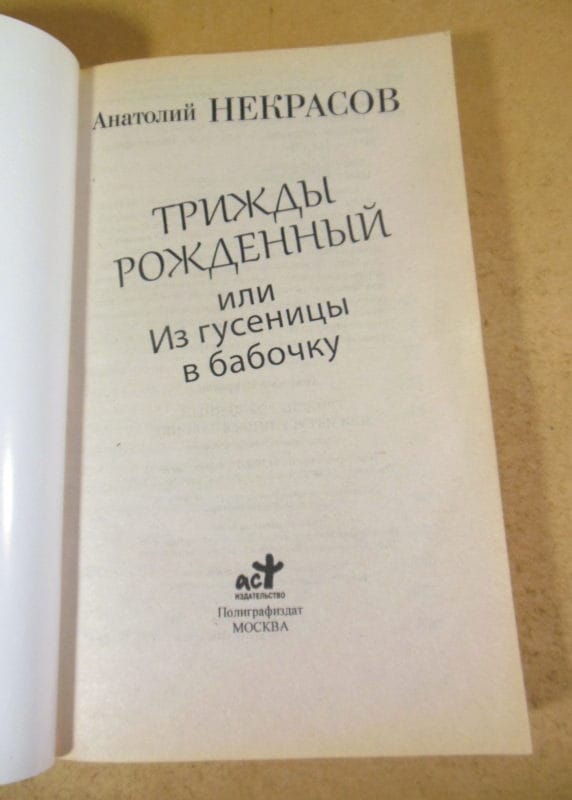 Анатолий НЕКРАСОВ
ТРИЖДЫ
РОЖДЕННЫЙ
или
Из гусеницы
в бабочку
аст
ИЗДАТЕЛЬСТВО
Полиграфиздат
МОСКВА